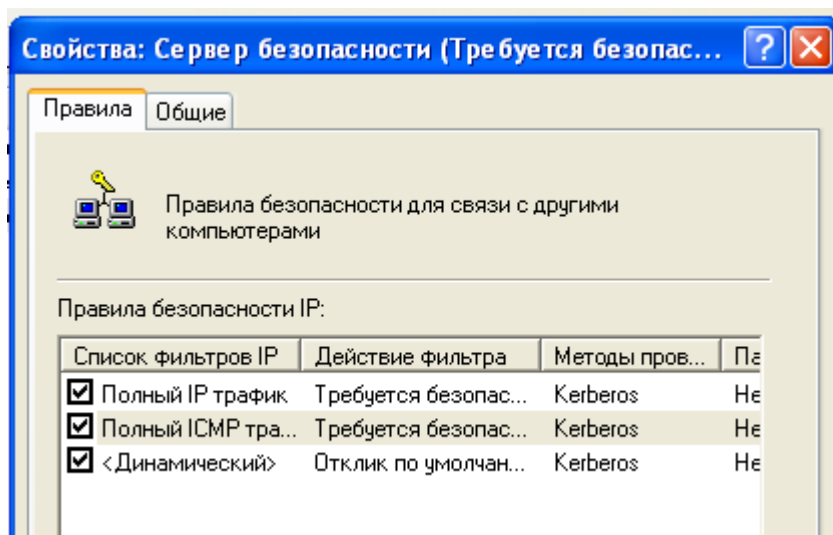 Свойства: Сервер безопасности (Требуется безопас...
Правила Общие
Правила безопасности для связи с другими
компьютерами
Правила безопасности IP:
Список фильтров IP Действие фильтра Методы пров... Па
Полный IP трафик Требуется безопас... Kerberos Не
Полный ICMP тра... Требуется безопас... Kerberos Не
<Динамический> Отклик по умолчан... Kerberos Не